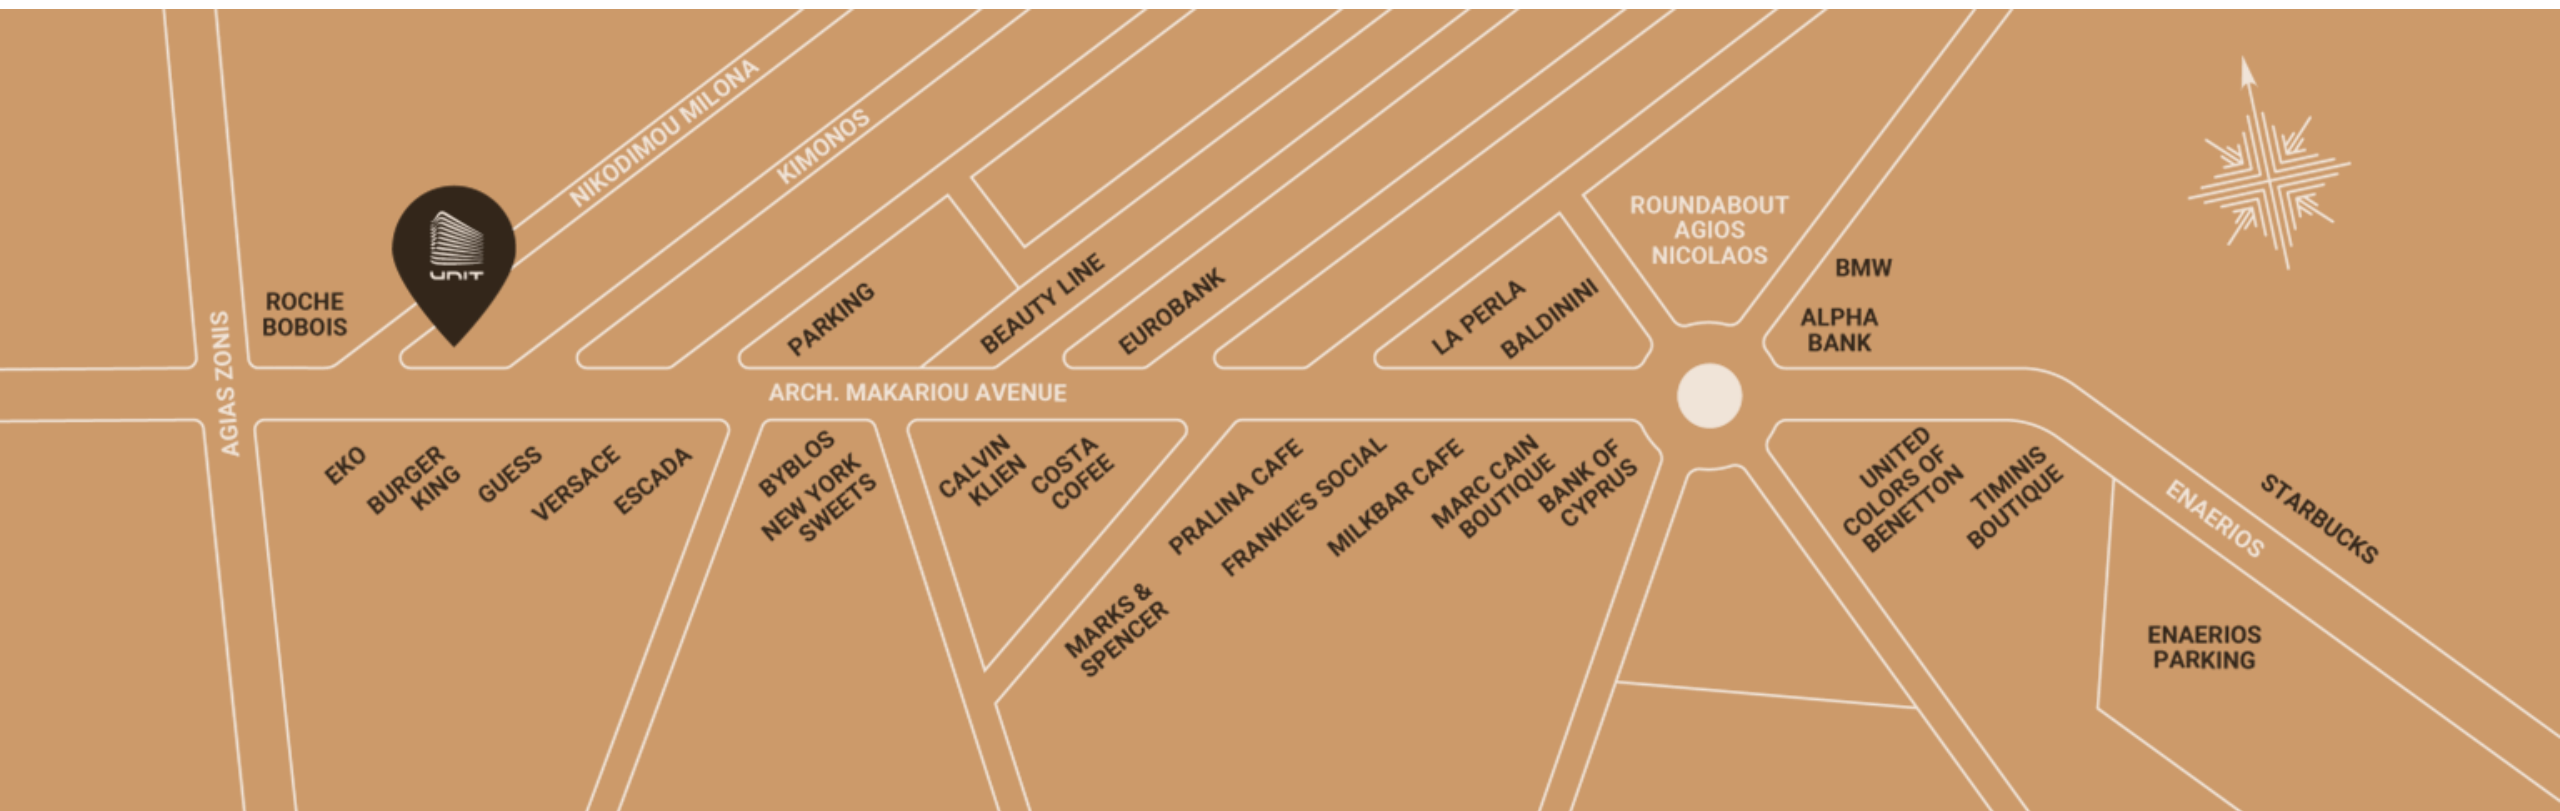 NIKODIMOU MILONA
KIMONOS
UNIT
ROCHE
BOBOIS
AGIAS ZONIS
PARKING
BEAUTY LINE
EUROBANK
LA PERLA
BALDININI
ROUNDABOUT
AGIOS
NICOLAOS
BMW
ALPHA
BANK
ARCH. MAKARIOU AVENUE
EKO
BURGER
KING
GUESS
VERSACE
ESCADA
BYBLOS
NEW YORK
SWEETS
CALVIN
KLIEN
COSTA
COFEE
MARKS &
SPENCER
PRALINA CAFE
FRANKIE'S SOCIAL
MILKBAR CAFE
MARC CAIN
BOUTIQUE
BANK OF
CYPRUS
UNITED
COLORS OF
BENETTON
TIMINIS
BOUTIQUE
ENAERIOS
STARBUCKS
ENAERIOS
PARKING